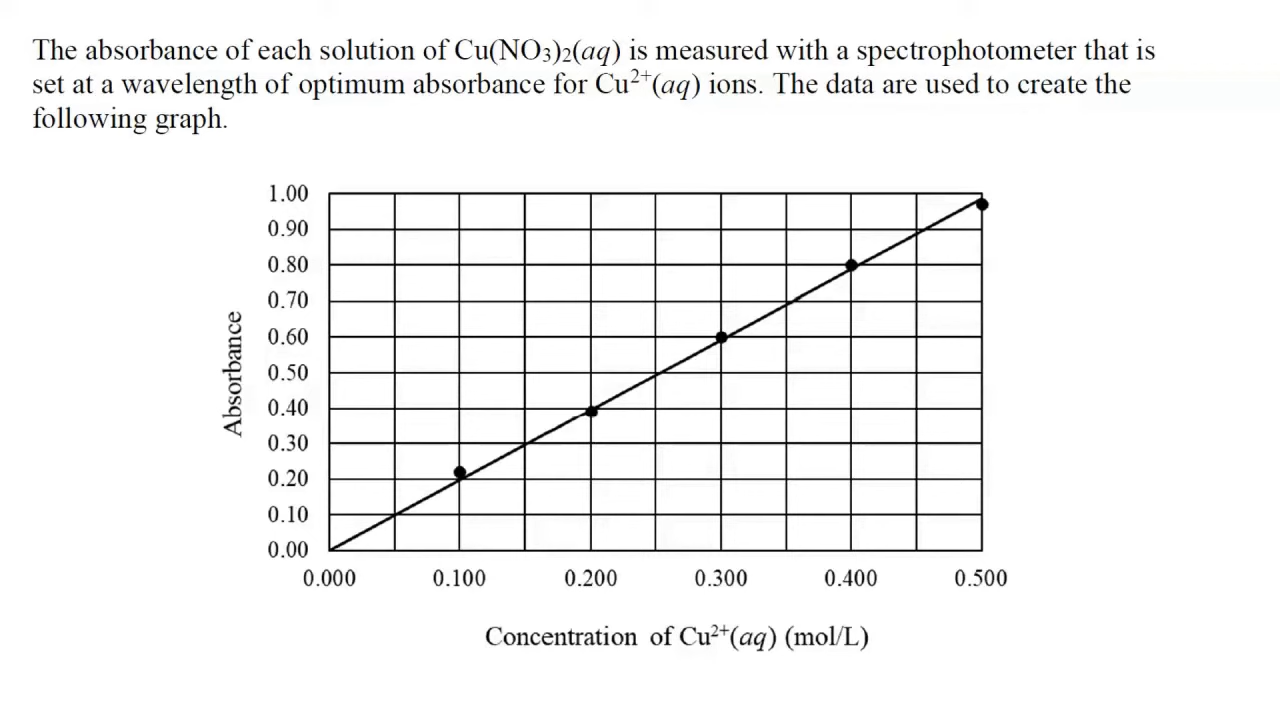 The absorbance of each solution of Cu(NO3)2(aq) is measured with a spectrophotometer that is
set at a wavelength of optimum absorbance for Cu²⁺(aq) ions. The data are used to create the
following graph.
1.00
0.90
0.80
0.70
0.60
0.50
0.40
0.30
0.20
0.10
0.00
Absorbance
0.000 0.100 0.200 0.300 0.400 0.500
Concentration of Cu²⁺(aq) (mol/L)